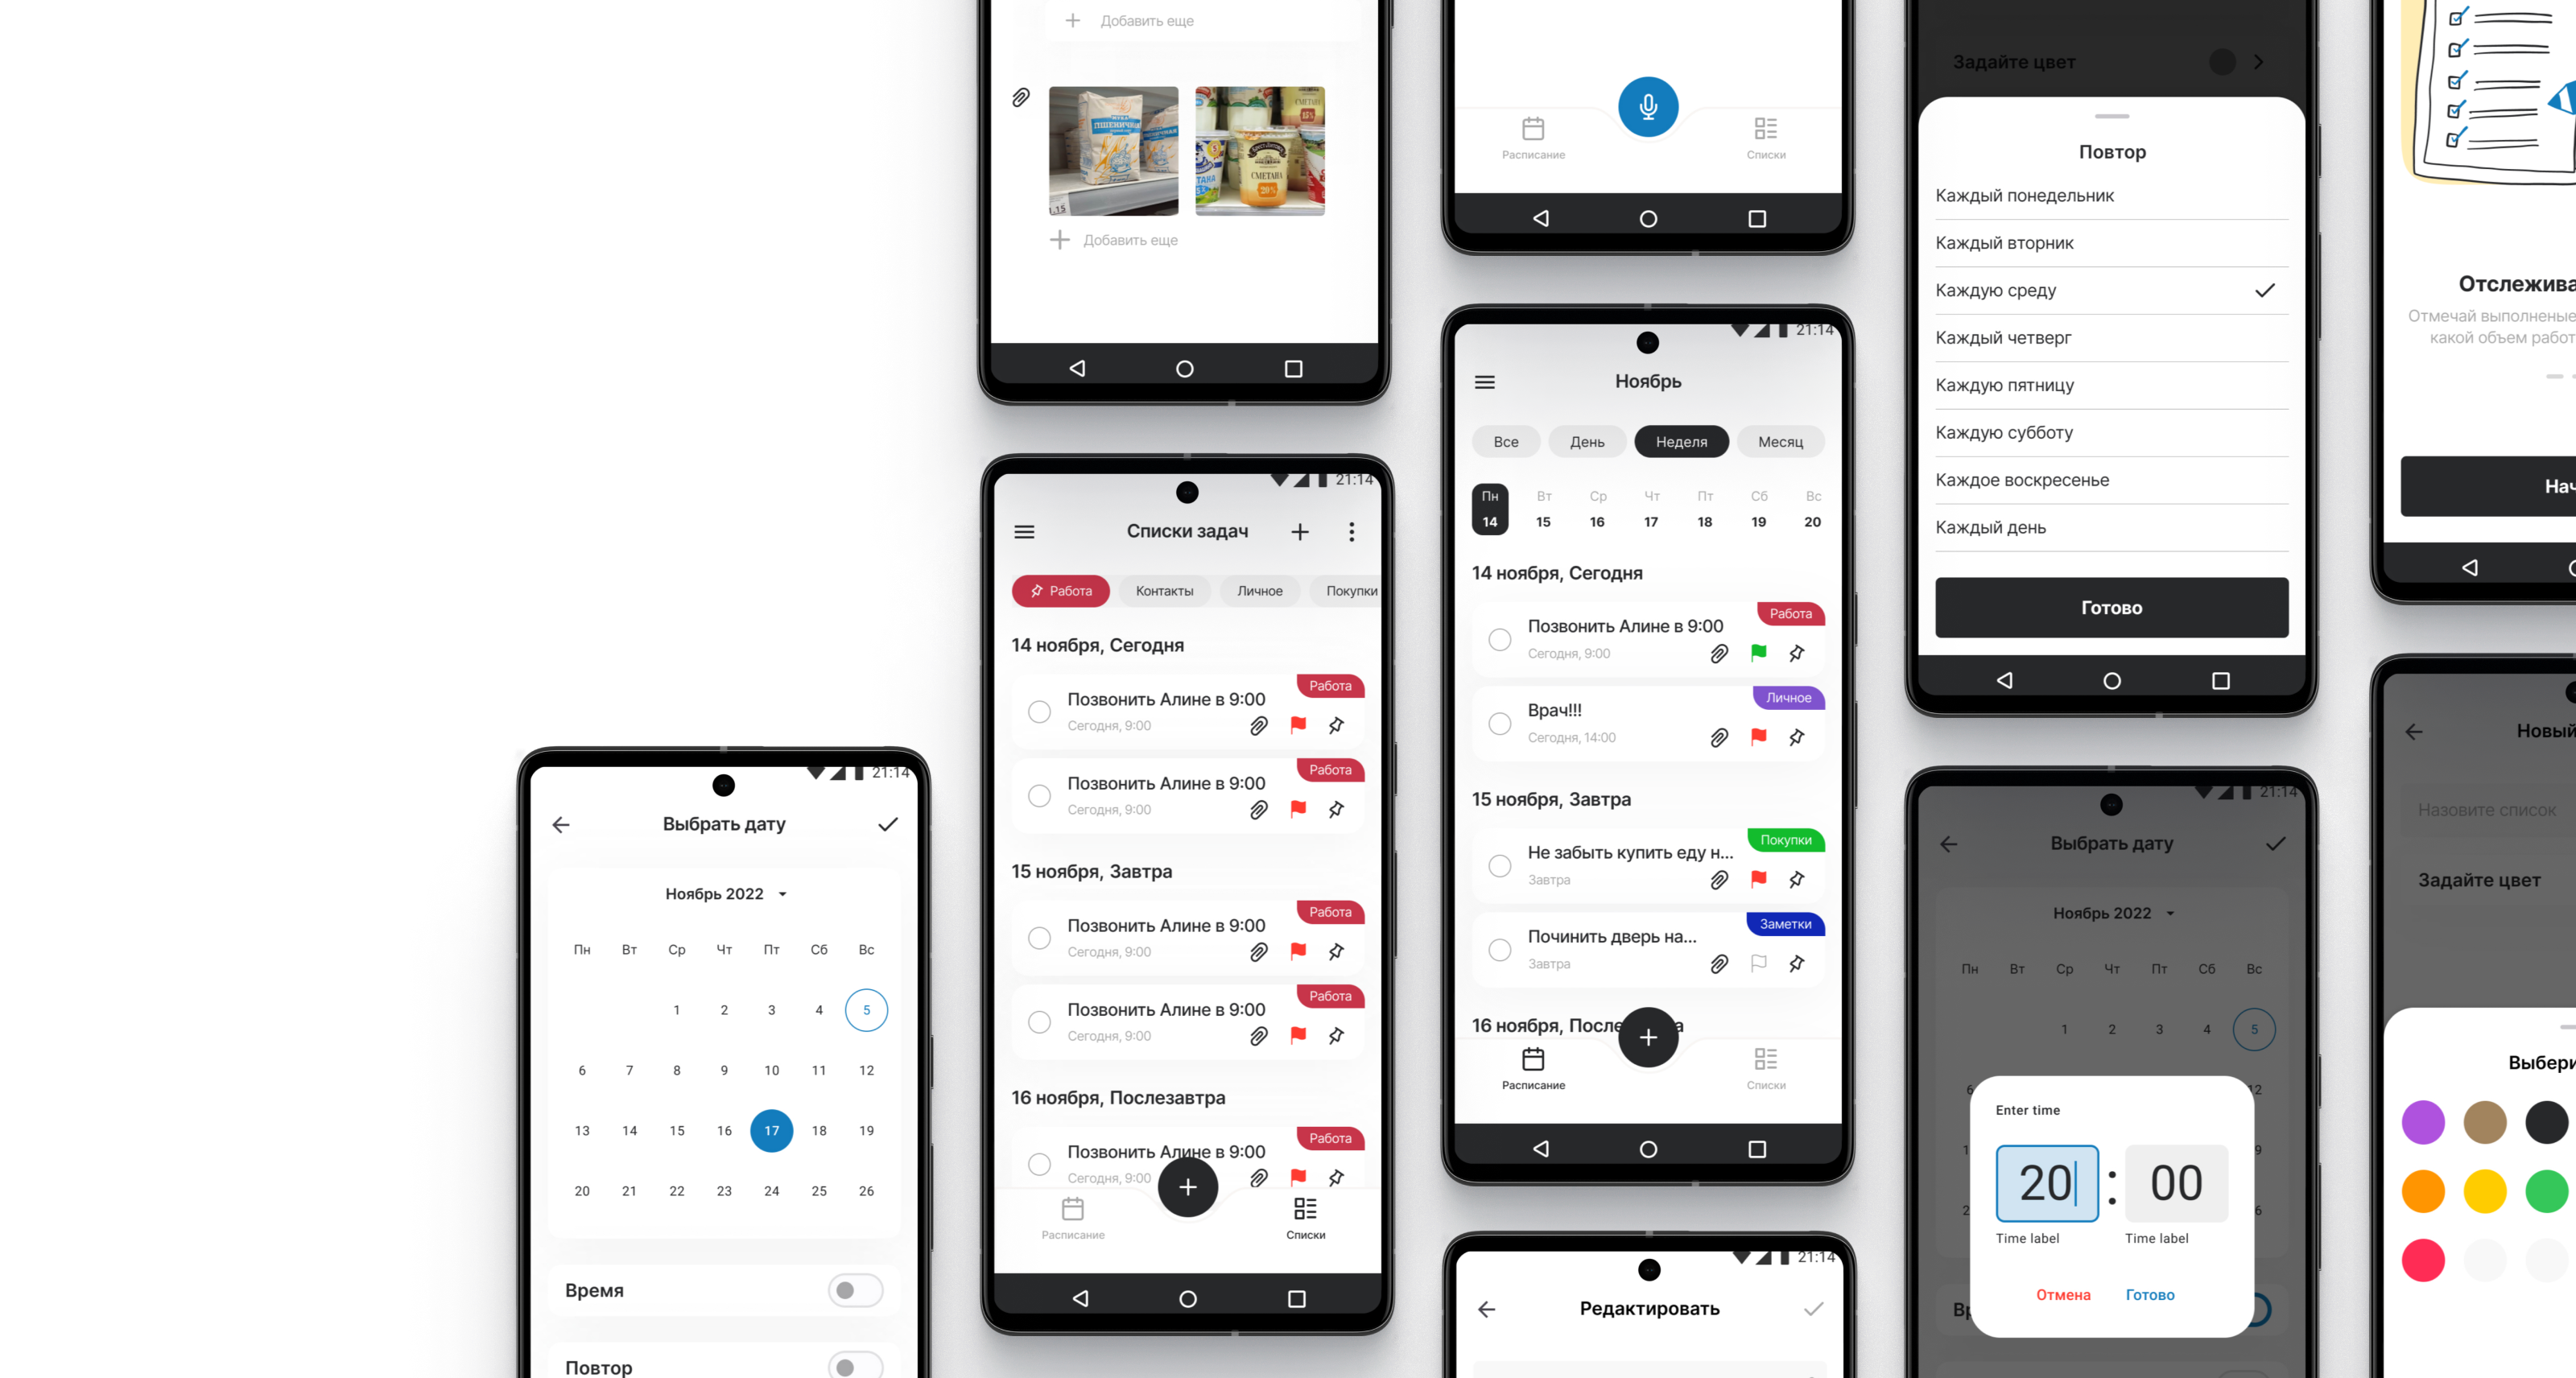 Добавить еще
ПШЕНИЧНАЯ
СМЕТАНА
20%
15%
Добавить еще
Списки задач
21:14
Работа
Контакты
Личное
Покупки
14 ноября, Сегодня
Работа
Позвонить Алине в 9:00
Сегодня, 9:00
Работа
Позвонить Алине в 9:00
Сегодня, 9:00
15 ноября, Завтра
Работа
Позвонить Алине в 9:00
Сегодня, 9:00
Работа
Позвонить Алине в 9:00
Сегодня, 9:00
16 ноября, Послезавтра
Работа
Позвонить Алине в 9:00
Сегодня, 9:00
Расписание
Списки
21:14
Выбрать дату
Ноябрь 2022
Пн Вт Ср Чт Пт Сб Вс
1 2 3 4 5
6 7 8 9 10 11 12
13 14 15 16 17 18 19
20 21 22 23 24 25 26
Время
Повтор
Расписание
Списки
21:14
Ноябрь
Все
День
Неделя
Месяц
Пн Вт Ср Чт Пт Сб Вс
14 15 16 17 18 19 20
14 ноября, Сегодня
Работа
Позвонить Алине в 9:00
Сегодня, 9:00
Личное
Врач!!!
Сегодня, 14:00
15 ноября, Завтра
Покупки
Не забыть купить еду н...
Завтра
Заметки
Починить дверь на...
Завтра
16 ноября,
Расписание
Списки
21:14
Редактировать
Задайте цвет
Повтор
Каждый понедельник
Каждый вторник
Каждую среду
Каждый четверг
Каждую пятницу
Каждую субботу
Каждое воскресенье
Каждый день
Готово
21:14
Выбрать дату
Ноябрь 2022
Пн Вт Ср Чт Пт Сб Вс
1 2 3 4 5
Enter time
20 : 00
Time label
Time label
Отмена
Готово
Отмечай выполненые
какой объем работ
Новый
Назовите список
Задайте цвет